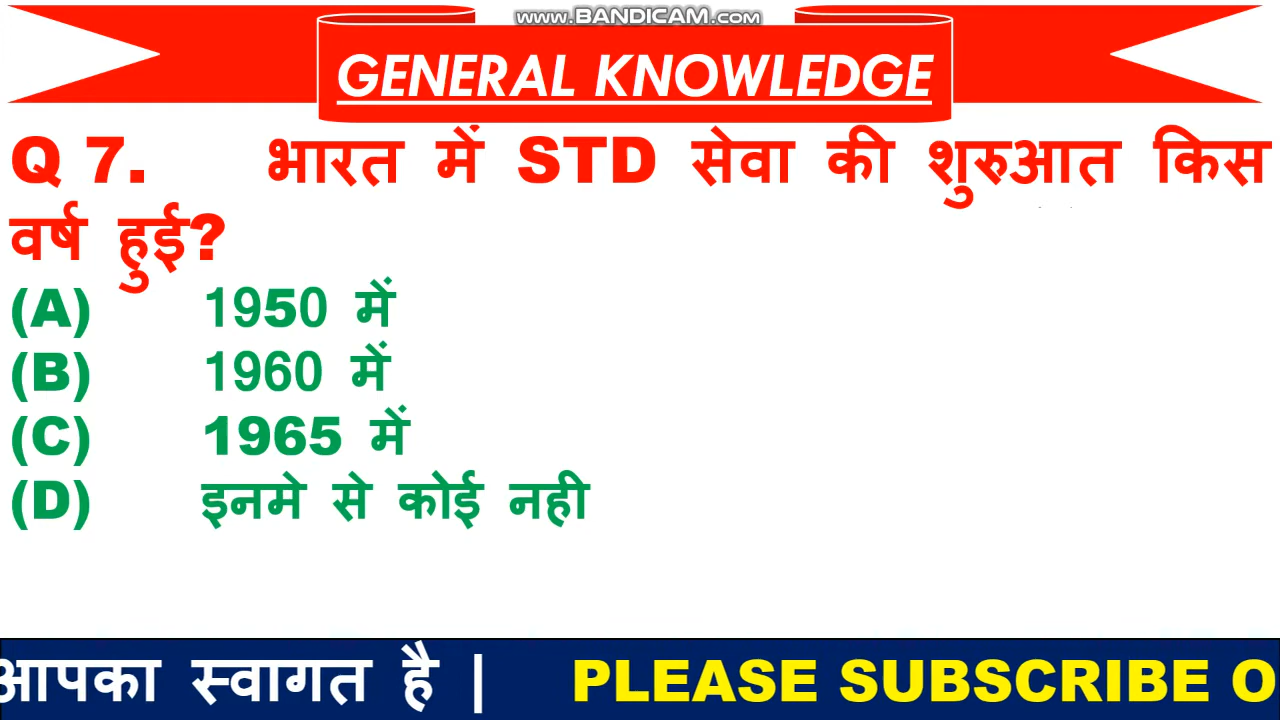 www.BANDICAM.com
GENERAL KNOWLEDGE
Q 7. भारत में STD सेवा की शुरुआत किस
वर्ष हुई?
(A) 1950 में
(B) 1960 में
(C) 1965 में
(D) इनमे से कोई नही
आपका स्वागत है | PLEASE SUBSCRIBE O